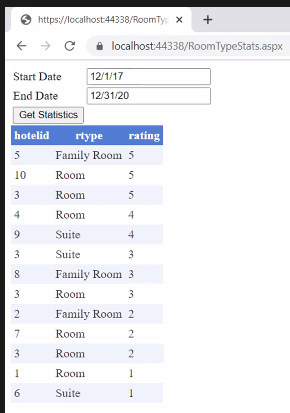 https://localhost:44338/RoomTyp
localhost:44338/RoomTypeStats.aspx
Start Date 12/1/17
End Date 12/31/20
Get Statistics
hotelid rtype rating
5 Family Room 5
10 Room 5
3 Room 5
4 Room 4
9 Suite 4
3 Suite 3
8 Family Room 3
3 Room 3
2 Family Room 2
7 Room 2
3 Room 2
1 Room 1
6 Suite 1